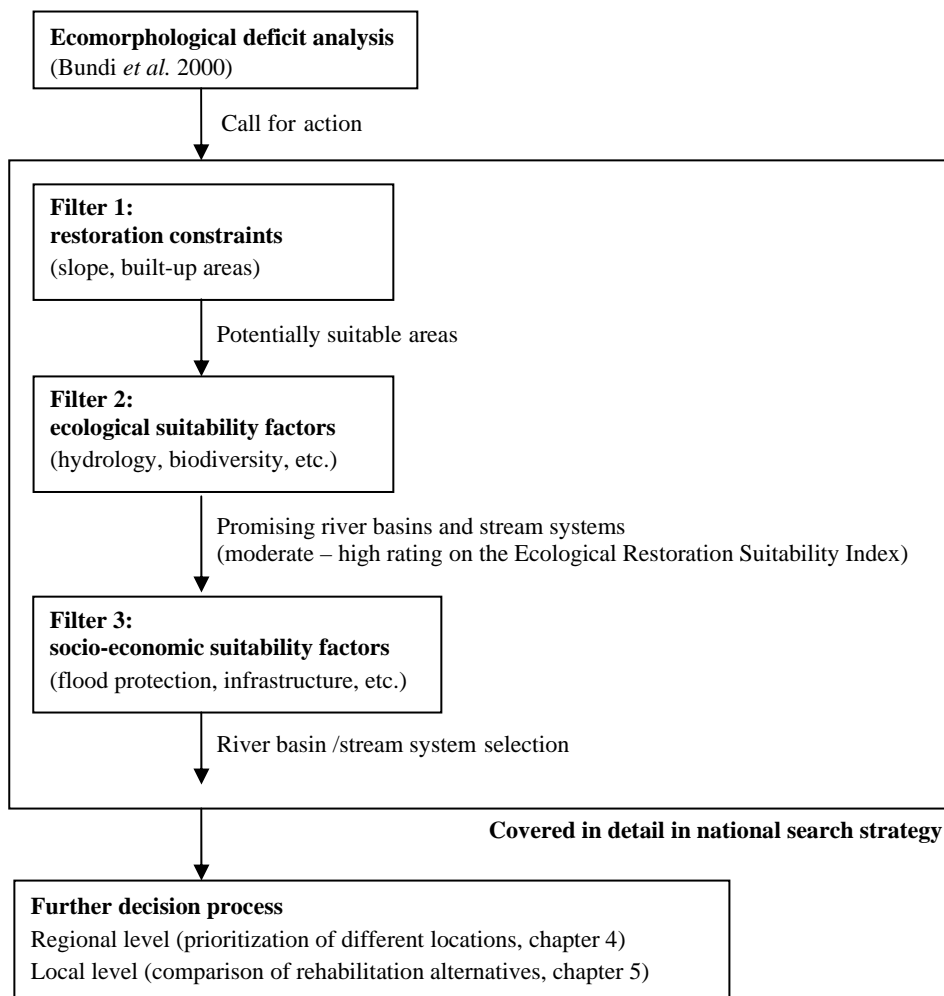 Ecomorphological deficit analysis
(Bundi et al. 2000)
Call for action
Filter 1:
restoration constraints
(slope, built-up areas)
Potentially suitable areas
Filter 2:
ecological suitability factors
(hydrology, biodiversity, etc.)
Promising river basins and stream systems
(moderate – high rating on the Ecological Restoration Suitability Index)
Filter 3:
socio-economic suitability factors
(flood protection, infrastructure, etc.)
River basin /stream system selection
Covered in detail in national search strategy
Further decision process
Regional level (prioritization of different locations, chapter 4)
Local level (comparison of rehabilitation alternatives, chapter 5)